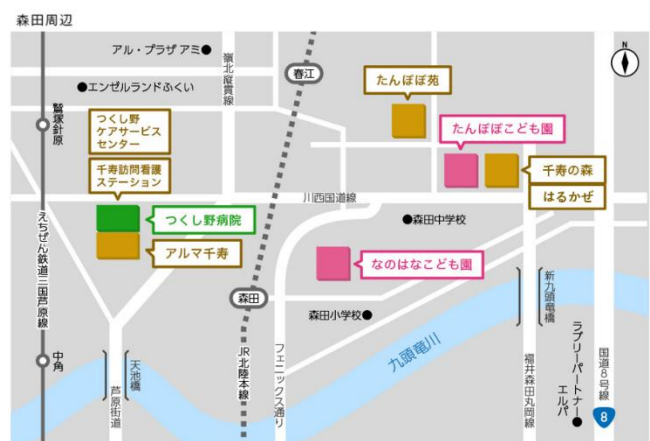 森田周辺
アル・プラザ アミ
エンゼルランドふくい
嶺北縦貫線
春江
たんぽぽ苑
鷲塚針原
つくし野
ケアサービス
センター
たんぽぽこども園
千寿訪問看護
ステーション
千寿の森
はるかぜ
川西国道線
つくし野病院
森田中学校
アルマ千寿
なのはなこども園
えちぜん鉄道三国芦原線
森田
森田小学校
新九頭竜橋
九頭竜川
中角
天池橋
芦原街道
JR北陸本線
フェニックス通り
福井森田丸岡線
ラブリーパートナー
エルパ
国道8号線
8
N